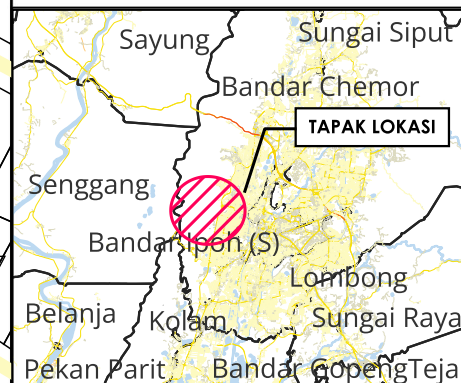 Sayung
Sungai Siput
Bandar Chemor
TAPAK LOKASI
Senggang
Bandar Ipoh (S)
Lombong
Belanja
Kolam
Sungai Raya
Pekan Parit
Bandar Gopeng
Teja